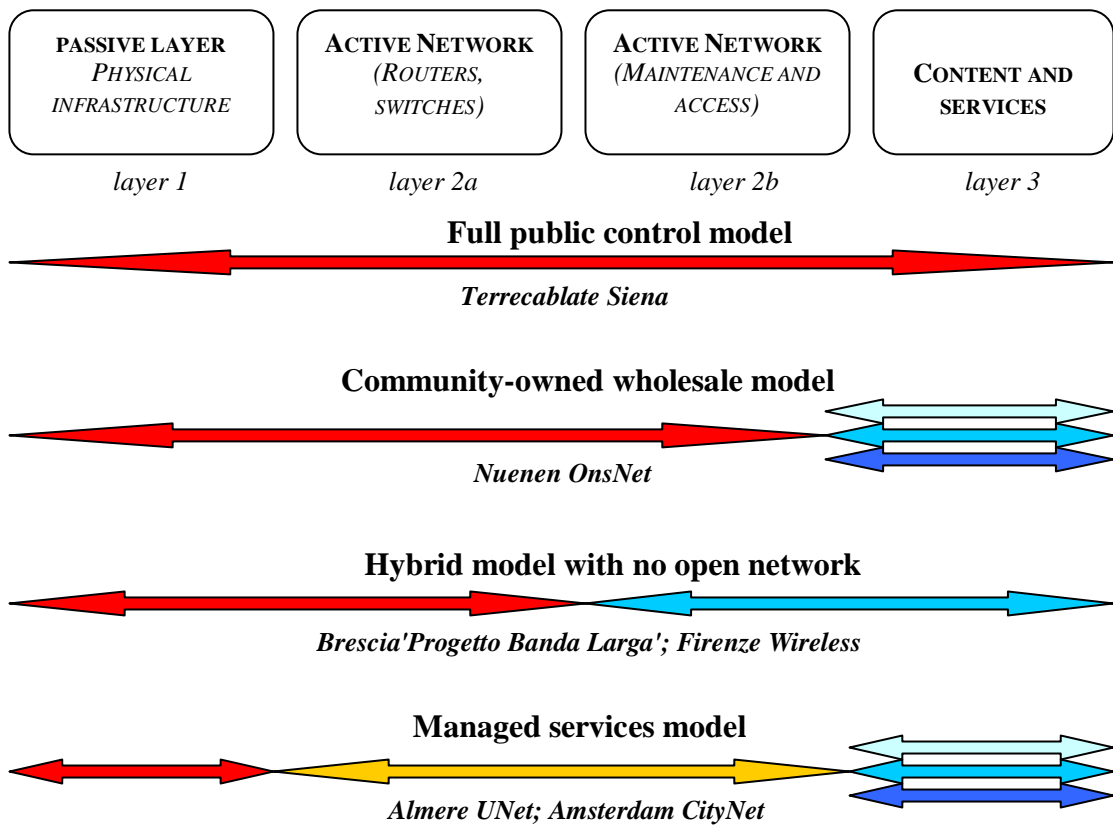 PASSIVE LAYER
PHYSICAL
INFRASTRUCTURE
ACTIVE NETWORK
(ROUTERS,
SWITCHES)
ACTIVE NETWORK
(MAINTENANCE AND
ACCESS)
CONTENT AND
SERVICES
layer 1
layer 2a
layer 2b
layer 3
Full public control model
Terrecablate Siena
Community-owned wholesale model
Nuenen OnsNet
Hybrid model with no open network
Brescia'Progetto Banda Larga'; Firenze Wireless
Managed services model
Almere UNet; Amsterdam CityNet